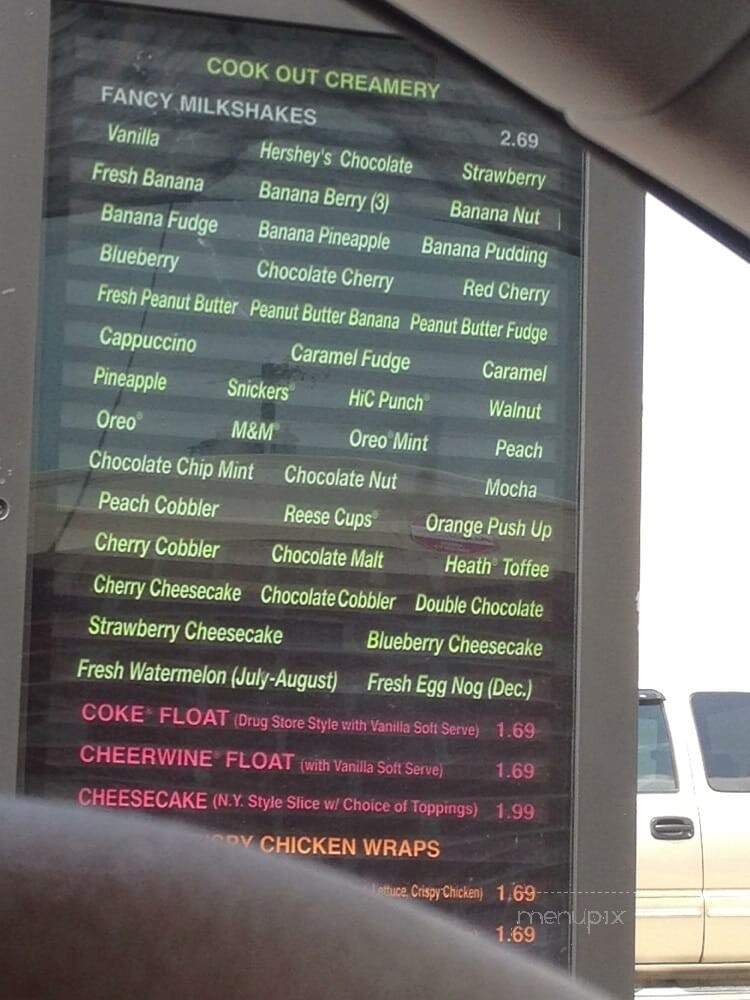 COOK OUT CREAMERY
FANCY MILKSHAKES 2.69
Vanilla Hershey's Chocolate Strawberry
Fresh Banana Banana Berry (3) Banana Nut
Banana Fudge Banana Pineapple Banana Pudding
Blueberry Chocolate Cherry Red Cherry
Fresh Peanut Butter Peanut Butter Banana Peanut Butter Fudge
Cappuccino Caramel Fudge Caramel
Pineapple Snickers® HiC Punch® Walnut
Oreo® M&M® Oreo® Mint Peach
Chocolate Chip Mint Chocolate Nut Mocha
Peach Cobbler Reese Cups® Orange Push Up
Cherry Cobbler Chocolate Malt Heath® Toffee
Cherry Cheesecake Chocolate Cobbler Double Chocolate
Strawberry Cheesecake Blueberry Cheesecake
Fresh Watermelon (July-August) Fresh Egg Nog (Dec.)
COKE® FLOAT (Drug Store Style with Vanilla Soft Serve) 1.69
CHEERWINE® FLOAT (with Vanilla Soft Serve) 1.69
CHEESECAKE (N.Y. Style Slice w/ Choice of Toppings) 1.99
CHICKEN WRAPS
Lettuce, Crispy Chicken) 1.69
menupix
1.69